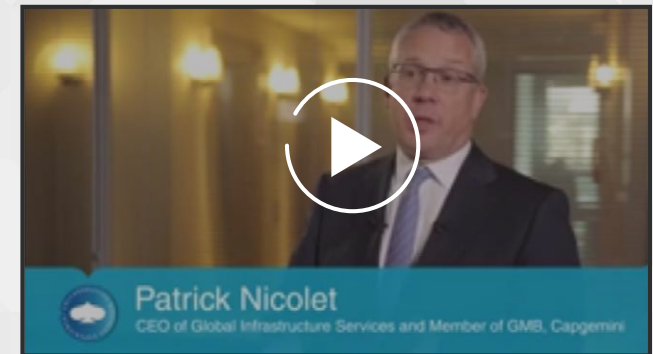 Patrick Nicolet
CEO of Global Infrastructure Services and Member of GMB, Capgemini